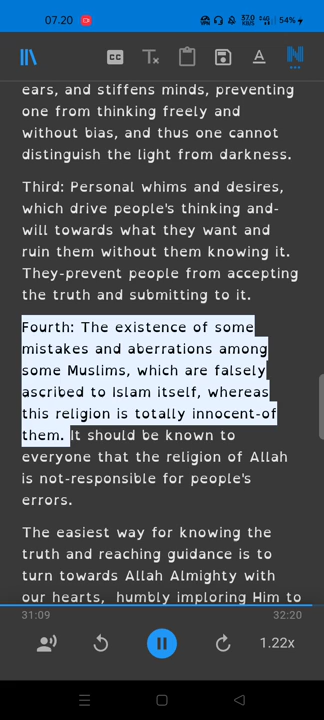 07.20
37.0
KB/s
54%
CC
T
A
N
ears, and stiffens minds, preventing
one from thinking freely and
without bias, and thus one cannot
distinguish the light from darkness.
Third: Personal whims and desires,
which drive people's thinking and-
will towards what they want and
ruin them without them knowing it.
They-prevent people from accepting
the truth and submitting to it.
Fourth: The existence of some
mistakes and aberrations among
some Muslims, which are falsely
ascribed to Islam itself, whereas
this religion is totally innocent-of
them. It should be known to
everyone that the religion of Allah
is not-responsible for people's
errors.
The easiest way for knowing the
truth and reaching guidance is to
turn towards Allah Almighty with
our hearts, humbly imploring Him to
31:09
32:20
1.22x